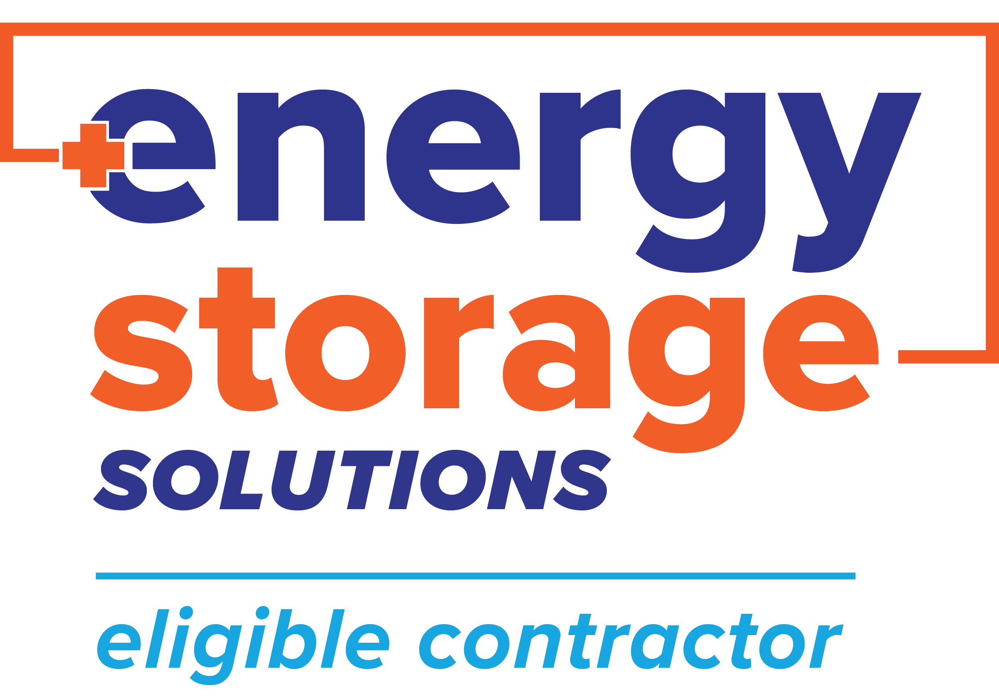 energy
storage
SOLUTIONS
eligible contractor